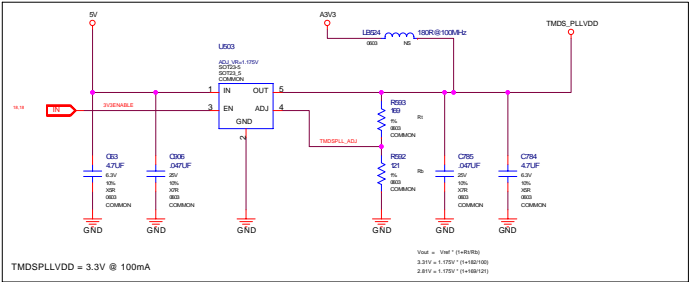 5V
A3V3
TMDS_PLLVDD
LB524
180R@100MHz
0603
NS
U503
ADJ_VR=1.175V
SOT23-5
SOT23_5
COMMON
1
IN
OUT
5
3
EN
ADJ
4
GND
2
18,19
IN
3V3ENABLE
TMDSPLL_ADJ
R593
169
1%
0603
COMMON
Rt
R592
121
1%
0603
COMMON
Rb
C63
4.7UF
6.3V
10%
X5R
0603
COMMON
C906
.047UF
25V
10%
X7R
0603
COMMON
C785
.047UF
25V
10%
X7R
0603
COMMON
C784
4.7UF
6.3V
10%
X5R
0603
COMMON
GND
GND
GND
GND
GND
GND
Vout = Vref * (1+Rt/Rb)
3.31V = 1.175V * (1+182/100)
2.81V = 1.175V * (1+169/121)
TMDSPLLVDD = 3.3V @ 100mA